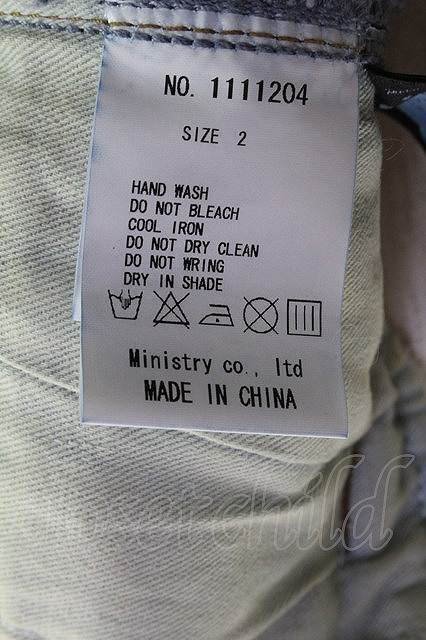 NO. 1111204
SIZE 2
HAND WASH
DO NOT BLEACH
COOL IRON
DO NOT DRY CLEAN
DO NOT WRING
DRY IN SHADE
Ministry co., ltd
MADE IN CHINA
closetchild